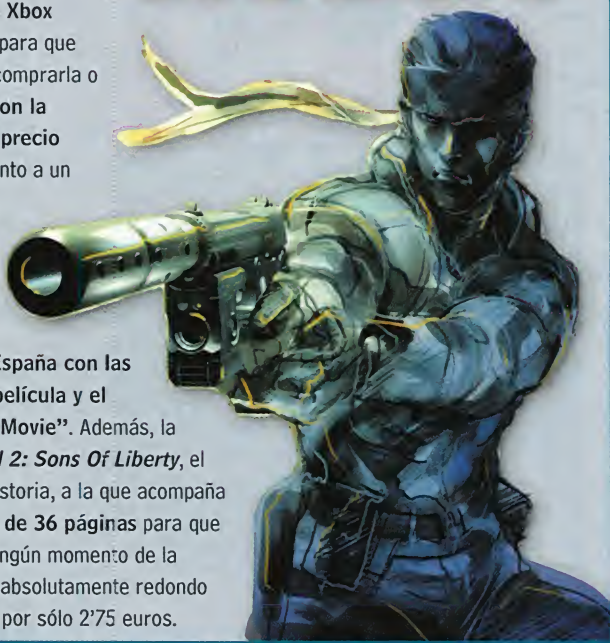 Xbox
para que
comprarla o
on la
precio
nto a un
España con las
película y el
Movie". Además, la
l 2: Sons Of Liberty, el
storia, a la que acompaña
de 36 páginas para que
ngún momento de la
absolutamente redondo
por sólo 2'75 euros.